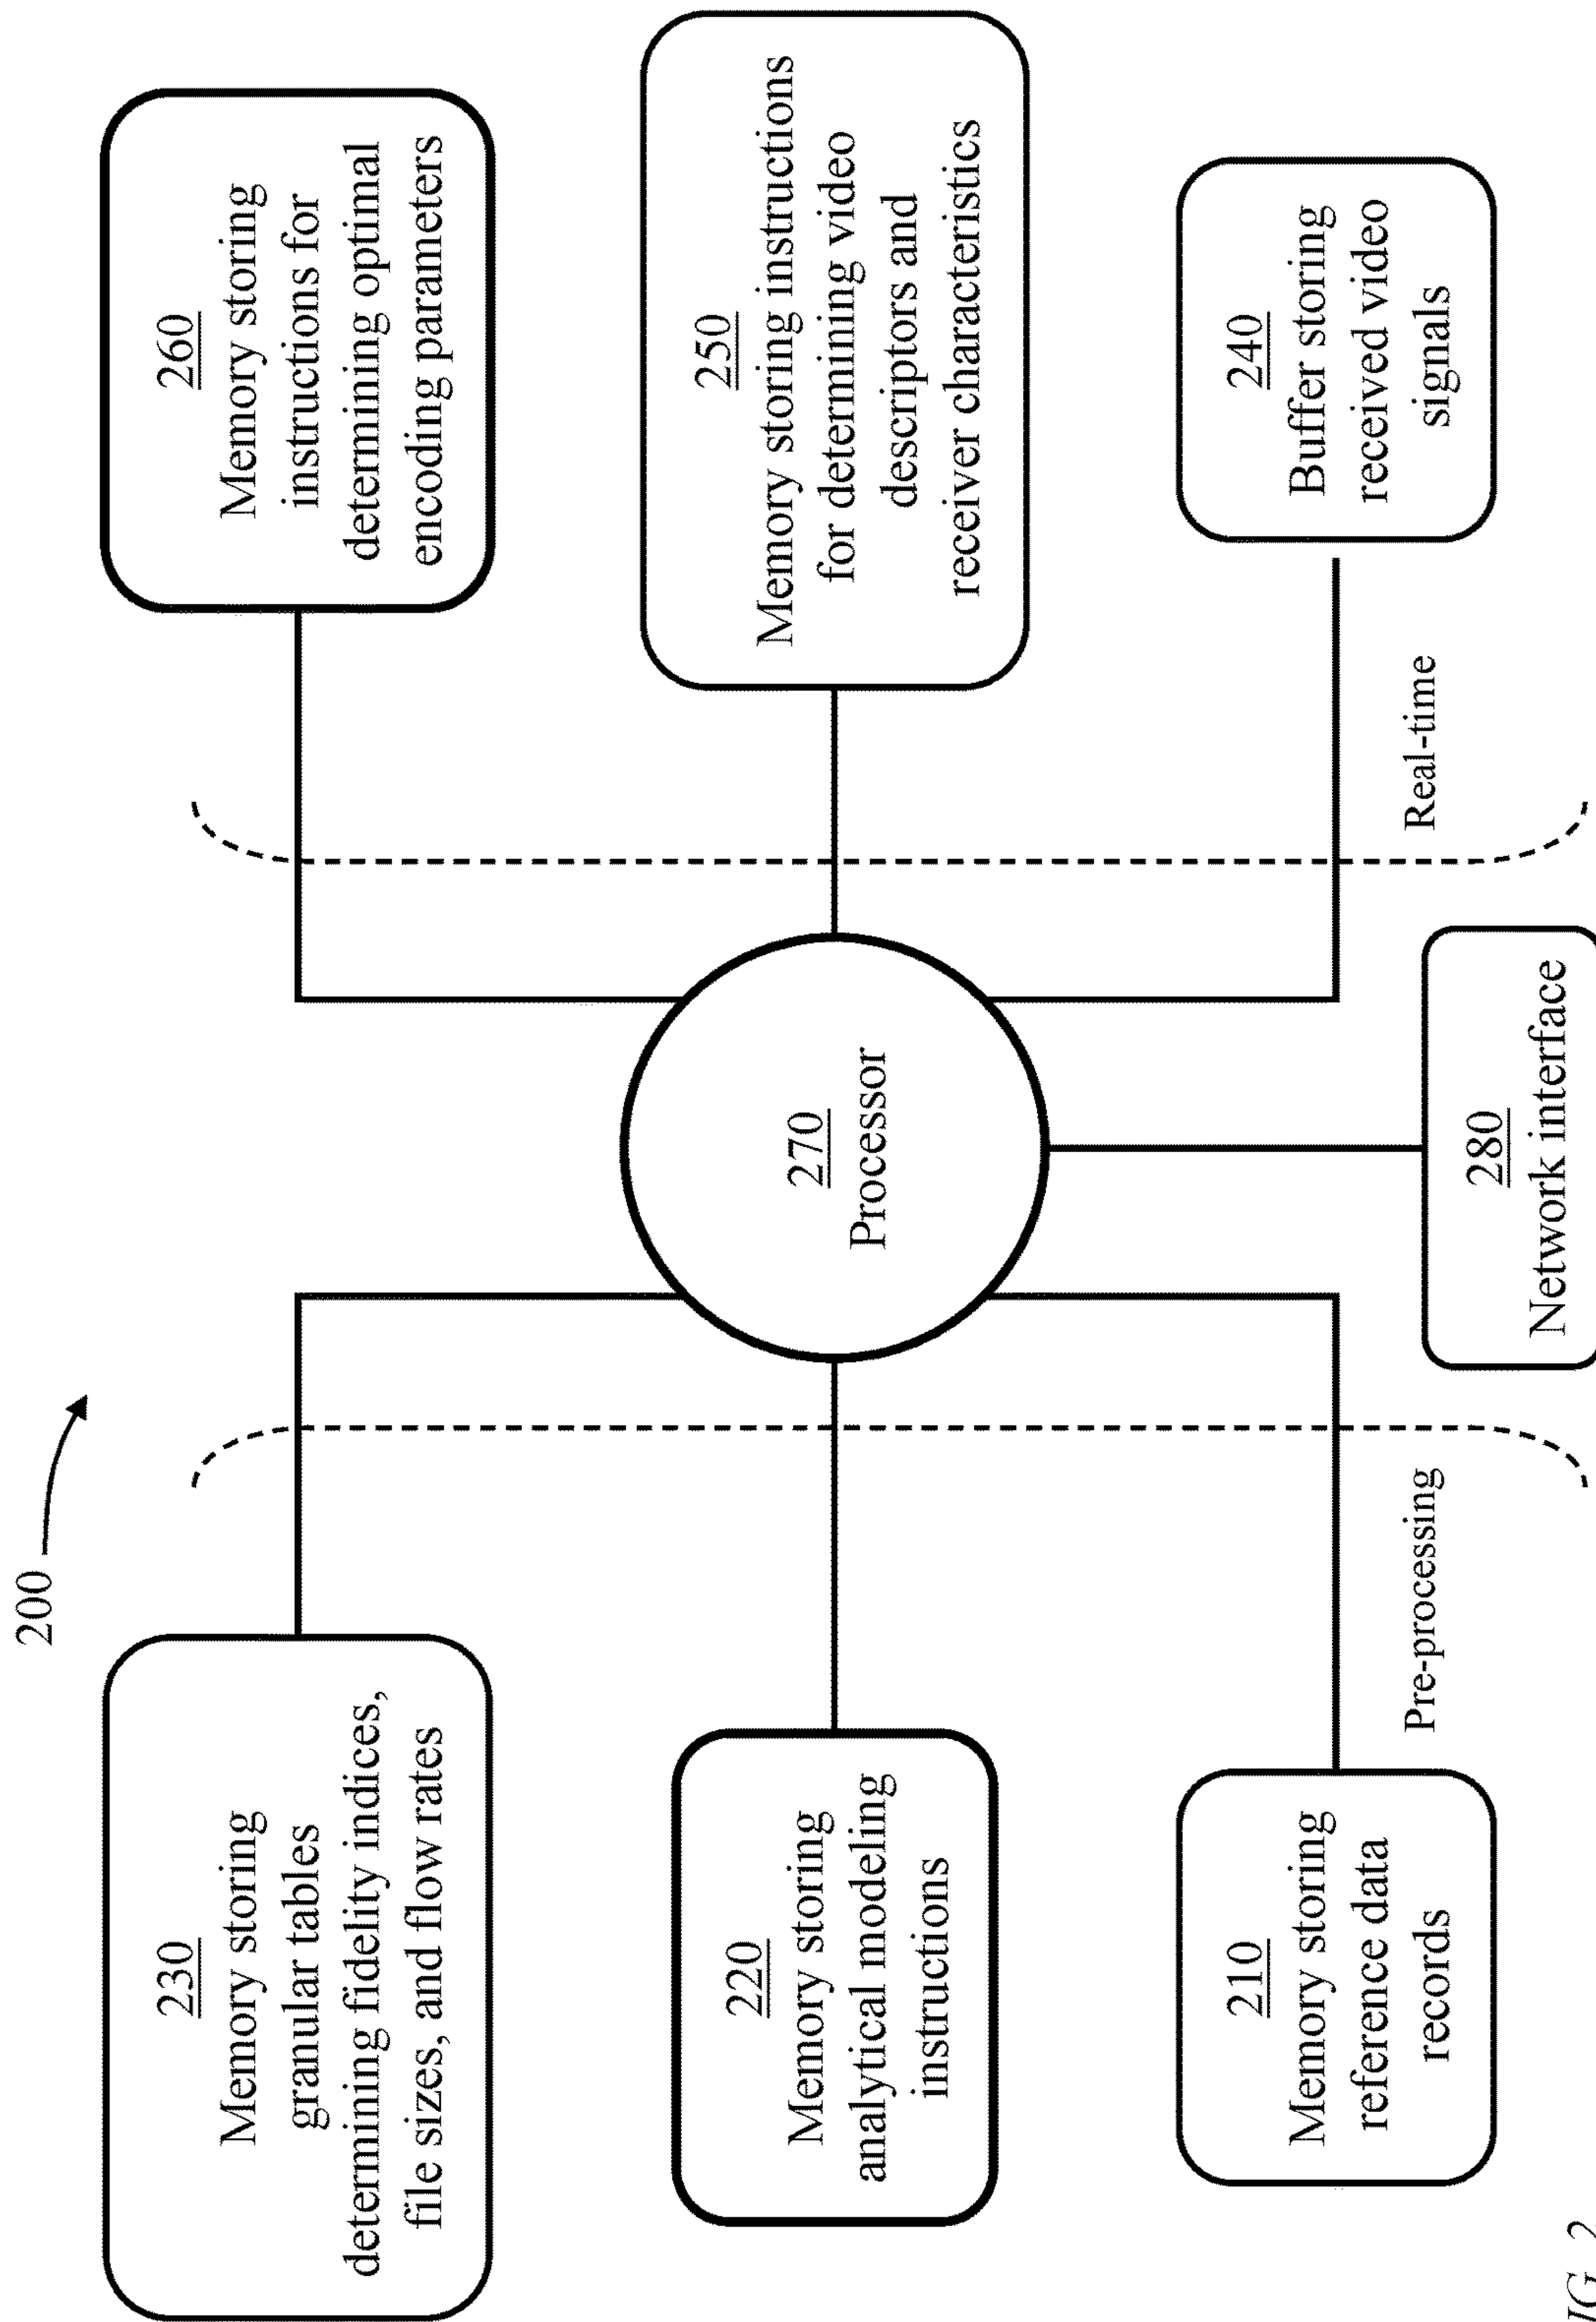 200
230
Memory storing
granular tables
determining fidelity indices,
file sizes, and flow rates
260
Memory storing
instructions for
determining optimal
encoding parameters
220
Memory storing
analytical modeling
instructions
270
Processor
250
Memory storing instructions
for determining video
descriptors and
receiver characteristics
210
Memory storing
reference data
records
240
Buffer storing
received video
signals
Pre-processing
Real-time
280
Network interface
IG. 2